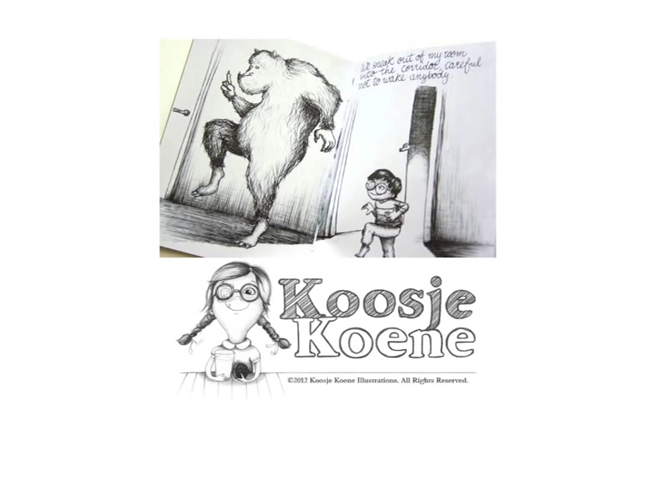 We sneak out of my room
into the corridor, careful
not to wake anybody.
Koosje
Koene
©2012 Koosje Koene Illustrations. All Rights Reserved.